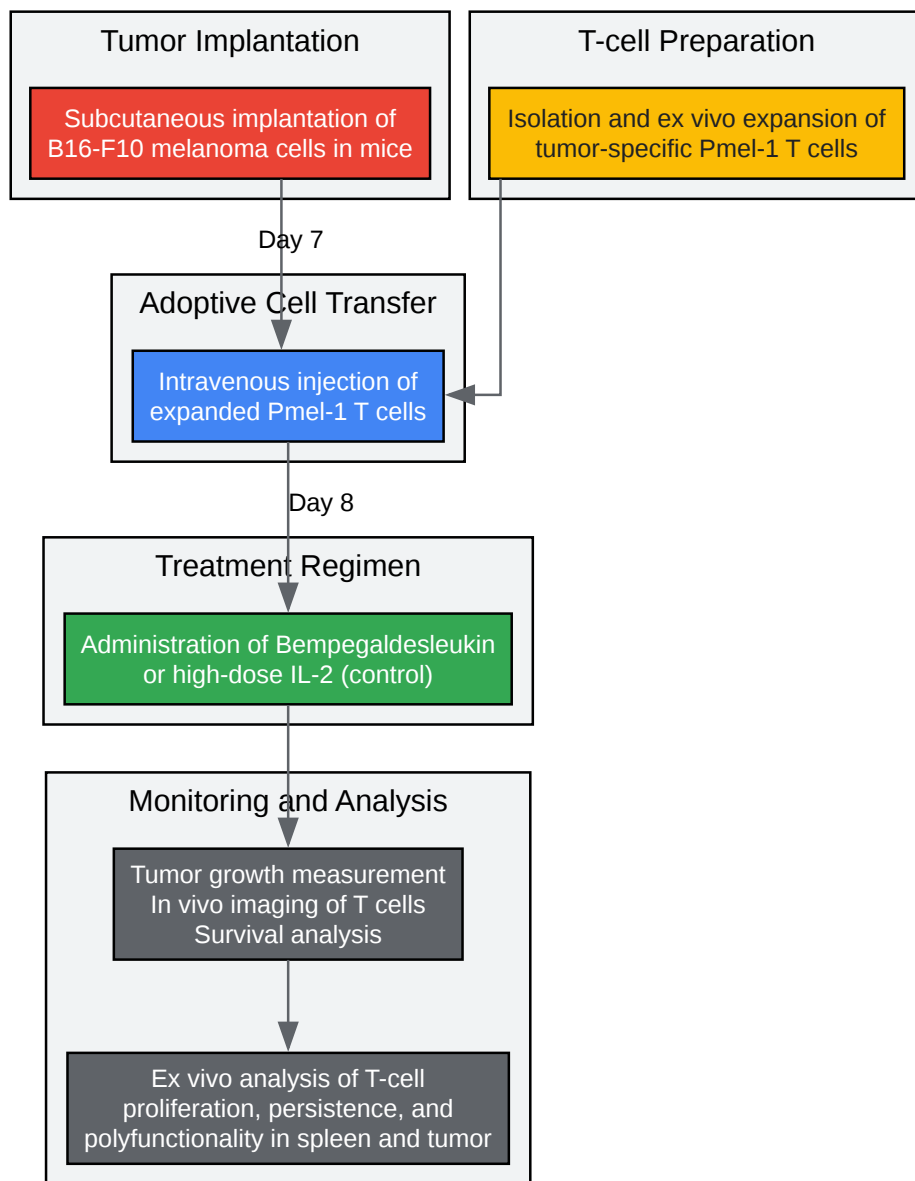 Tumor Implantation
Subcutaneous implantation of
B16-F10 melanoma cells in mice
T-cell Preparation
Isolation and ex vivo expansion of
tumor-specific Pmel-1 T cells
Day 7
Adoptive Cell Transfer
Intravenous injection of
expanded Pmel-1 T cells
Day 8
Treatment Regimen
Administration of Bempegaldesleukin
or high-dose IL-2 (control)
Monitoring and Analysis
Tumor growth measurement
In vivo imaging of T cells
Survival analysis
Ex vivo analysis of T-cell
proliferation, persistence, and
polyfunctionality in spleen and tumor